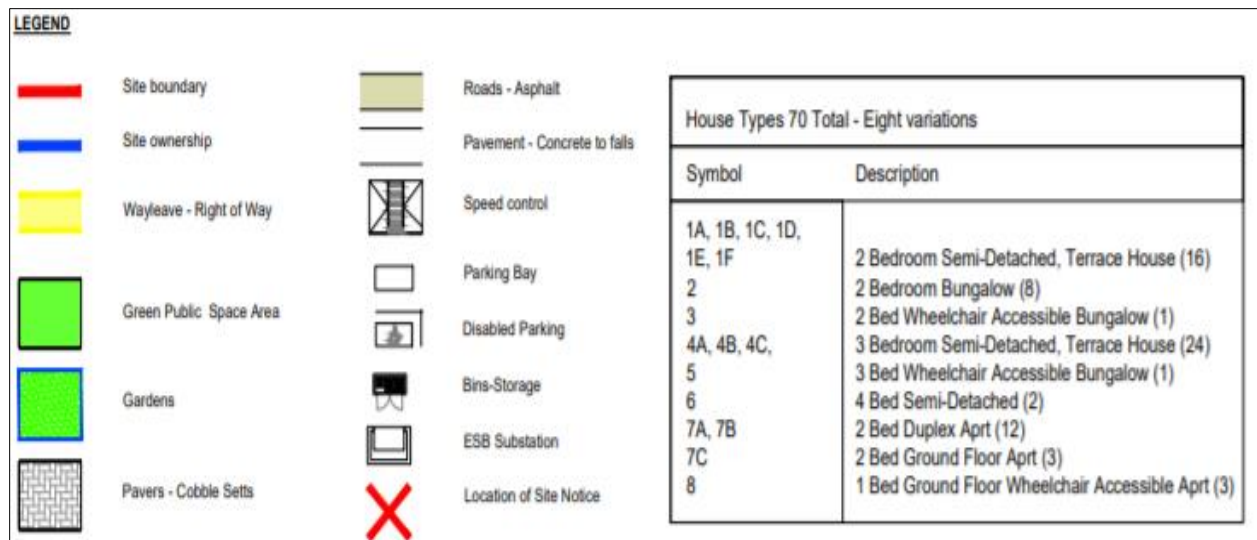 LEGEND
Site boundary
Site ownership
Wayleave - Right of Way
Green Public Space Area
Gardens
Pavers - Cobble Setts
Roads - Asphalt
Pavement - Concrete to falls
Speed control
Parking Bay
Disabled Parking
Bins-Storage
ESB Substation
Location of Site Notice
House Types 70 Total - Eight variations
Symbol Description
1A, 1B, 1C, 1D,
1E, 1F 2 Bedroom Semi-Detached, Terrace House (16)
2 2 Bedroom Bungalow (8)
3 2 Bed Wheelchair Accessible Bungalow (1)
4A, 4B, 4C, 3 Bedroom Semi-Detached, Terrace House (24)
5 3 Bed Wheelchair Accessible Bungalow (1)
6 4 Bed Semi-Detached (2)
7A, 7B 2 Bed Duplex Aprt (12)
7C 2 Bed Ground Floor Aprt (3)
8 1 Bed Ground Floor Wheelchair Accessible Aprt (3)